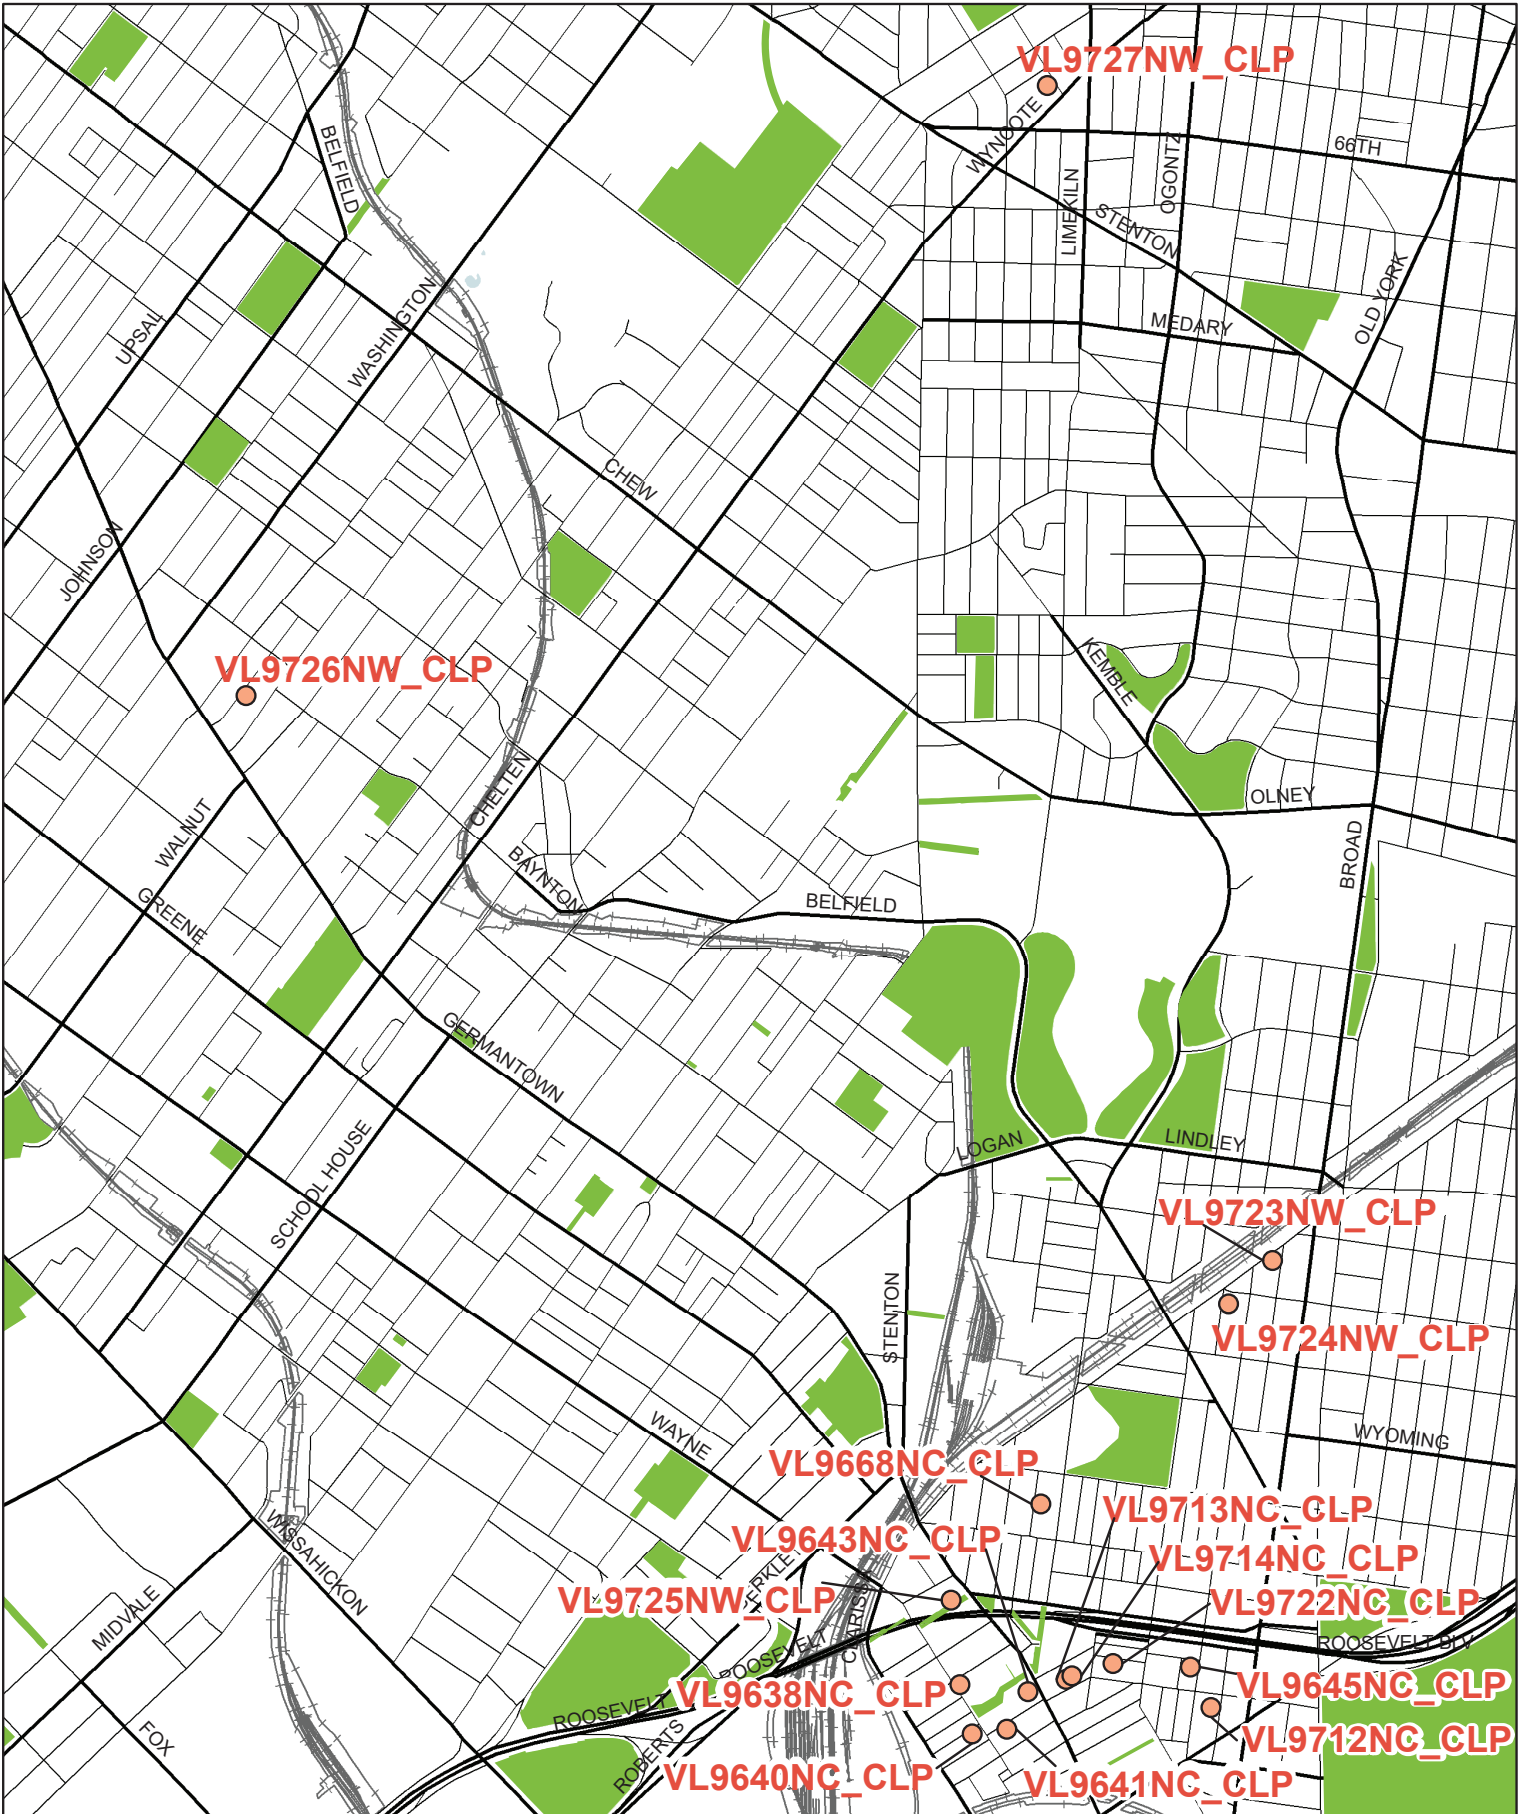 VL9727NW_CLP
WYNCOTE
BELFIELD
66TH
OGONTZ
LIMEKILN
STENTON
WASHINGTON
OLD YORK
UPSAL
MEDARY
CHEW
JOHNSON
KEMBLE
VL9726NW_CLP
CHELTEN
OLNEY
WALNUT
BROAD
BAYNTON
GREENE
BELFIELD
GERMANTOWN
LOGAN
LINDLEY
SCHOOL HOUSE
VL9723NW_CLP
STENTON
VL9724NW_CLP
WAYNE
WYOMING
VL9668NC_CLP
VL9713NC_CLP
WISSAHICKON
VL9643NC_CLP
VL9714NC_CLP
BERKLEY
VL9725NW_CLP
VL9722NC_CLP
MIDVALE
CLARISSA
ROOSEVELT
ROOSEVELT BLV
VL9638NC_CLP
VL9645NC_CLP
ROOSEVELT
FOX
ROBERTS
VL9712NC_CLP
VL9640NC_CLP
VL9641NC_CLP